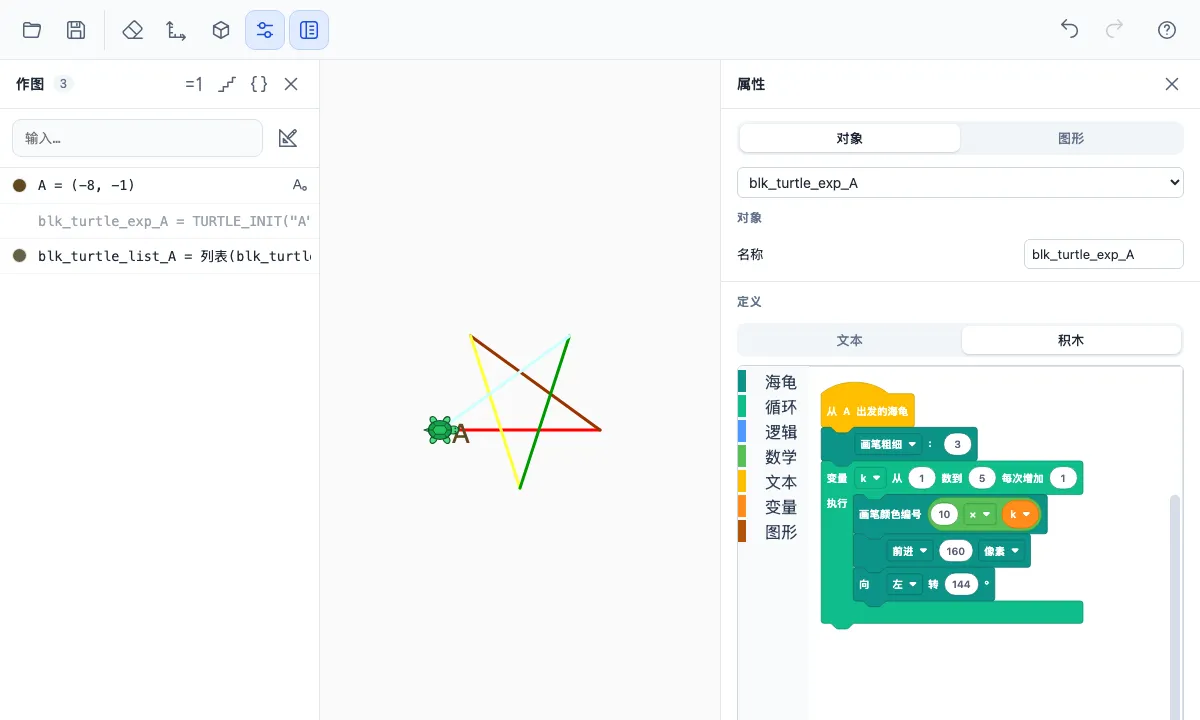 作图 3
=1 {}
输入…
A = (−8, −1)
blk_turtle_exp_A = TURTLE_INIT("A"
blk_turtle_list_A = 列表(blk_turtle
A
属性
对象 图形
blk_turtle_exp_A
对象
名称 blk_turtle_exp_A
定义
文本 积木
海龟
循环
逻辑
数学
文本
变量
图形
从 A 出发的海龟
画笔粗细 : 3
变量 k 从 1 数到 5 每次增加 1
执行
画笔颜色编号 10 × k
前进 160 像素
向 左 转 144 °